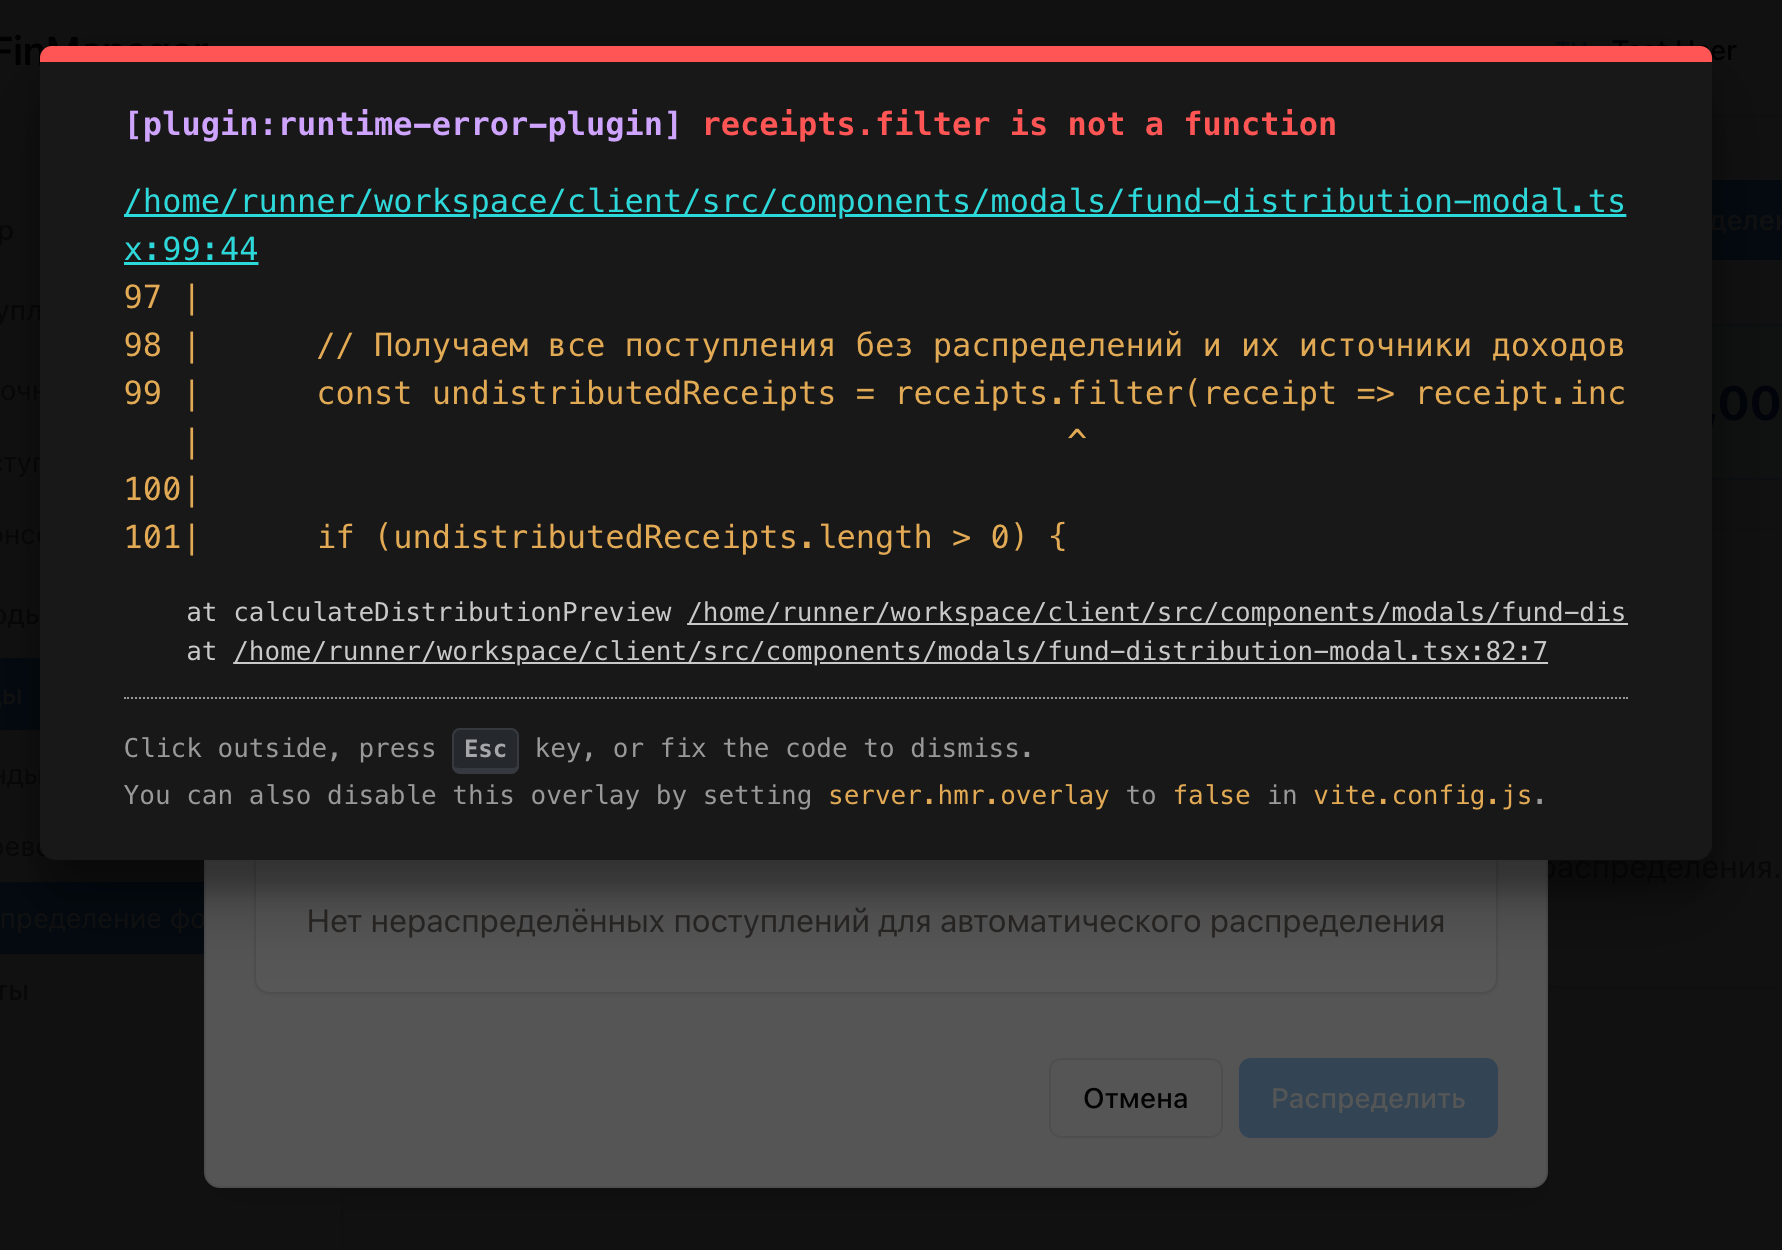 [plugin:runtime-error-plugin] receipts.filter is not a function
/home/runner/workspace/client/src/components/modals/fund-distribution-modal.ts
x:99:44
97 |
98 |      // Получаем все поступления без распределений и их источники доходов
99 |      const undistributedReceipts = receipts.filter(receipt => receipt.inc
   |                                             ^
100|
101|      if (undistributedReceipts.length > 0) {
at calculateDistributionPreview /home/runner/workspace/client/src/components/modals/fund-dis
at /home/runner/workspace/client/src/components/modals/fund-distribution-modal.tsx:82:7
Click outside, press Esc key, or fix the code to dismiss.
You can also disable this overlay by setting server.hmr.overlay to false in vite.config.js.
распределения.
Нет нераспределённых поступлений для автоматического распределения
Отмена
Распределить